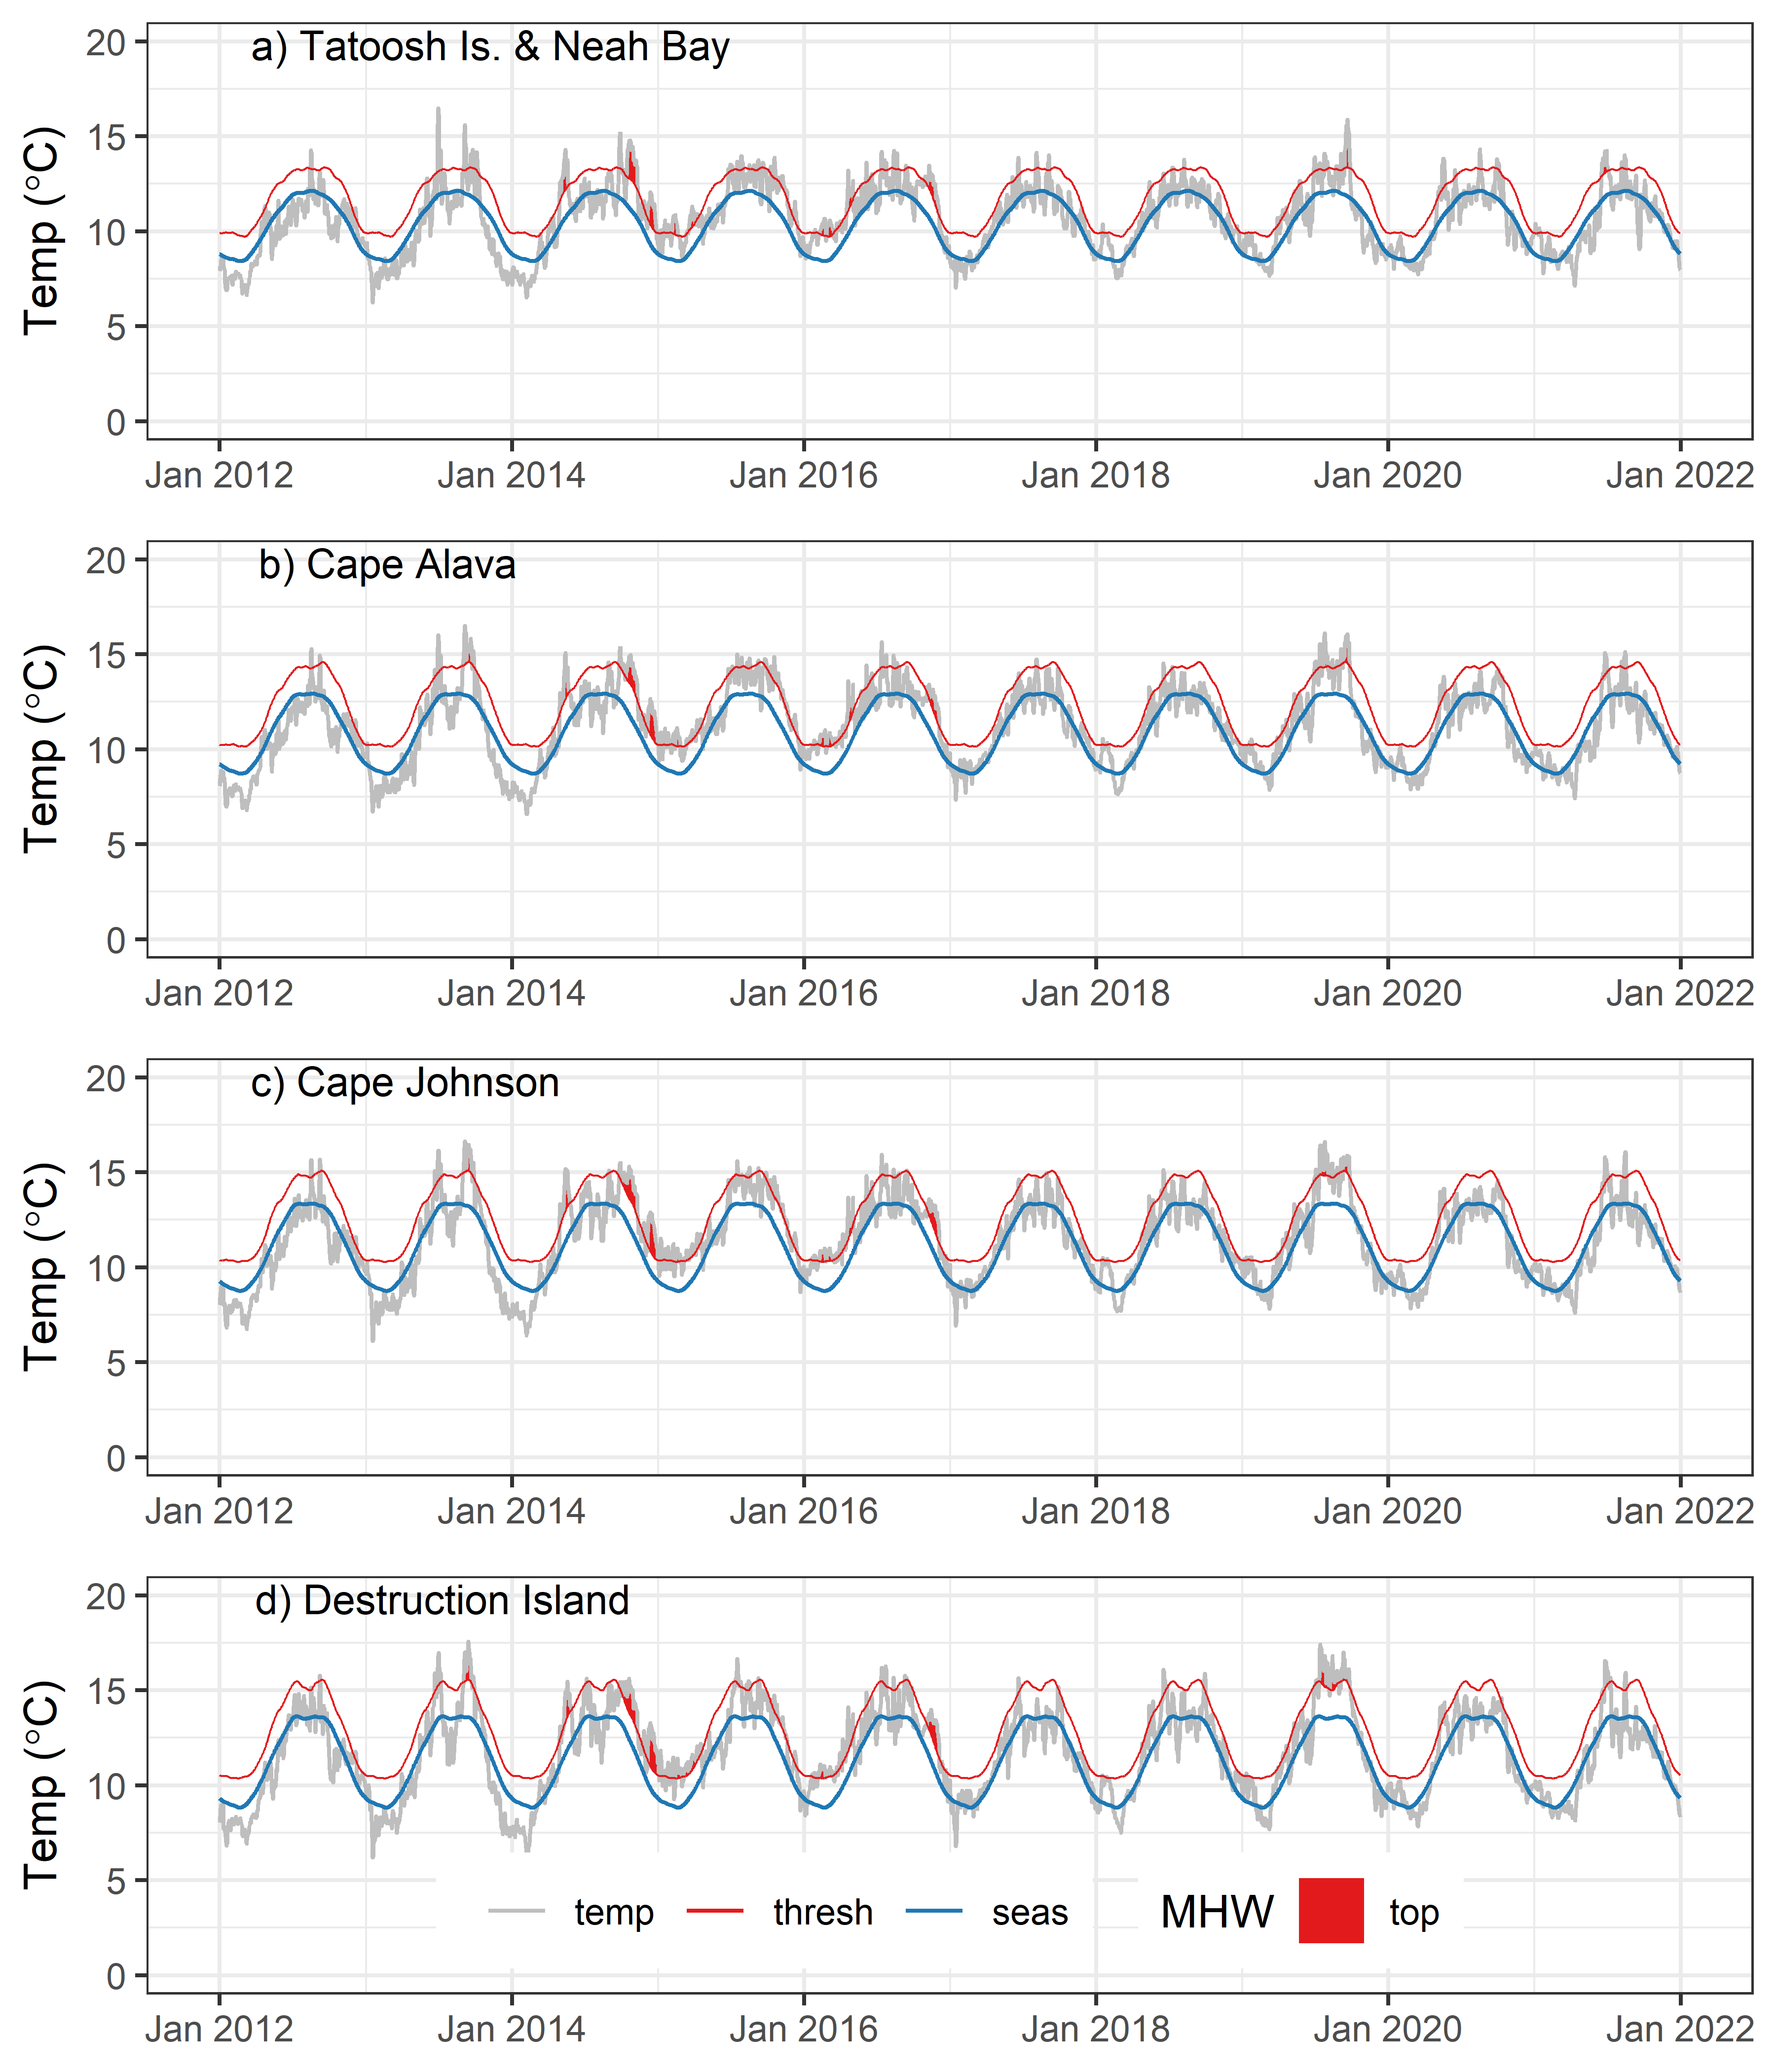 a) Tatoosh Is. & Neah Bay
Temp (°C)
20
15
10
5
0
Jan 2012 Jan 2014 Jan 2016 Jan 2018 Jan 2020 Jan 2022
b) Cape Alava
Temp (°C)
20
15
10
5
0
Jan 2012 Jan 2014 Jan 2016 Jan 2018 Jan 2020 Jan 2022
c) Cape Johnson
Temp (°C)
20
15
10
5
0
Jan 2012 Jan 2014 Jan 2016 Jan 2018 Jan 2020 Jan 2022
d) Destruction Island
Temp (°C)
20
15
10
5
0
temp thresh seas MHW top
Jan 2012 Jan 2014 Jan 2016 Jan 2018 Jan 2020 Jan 2022